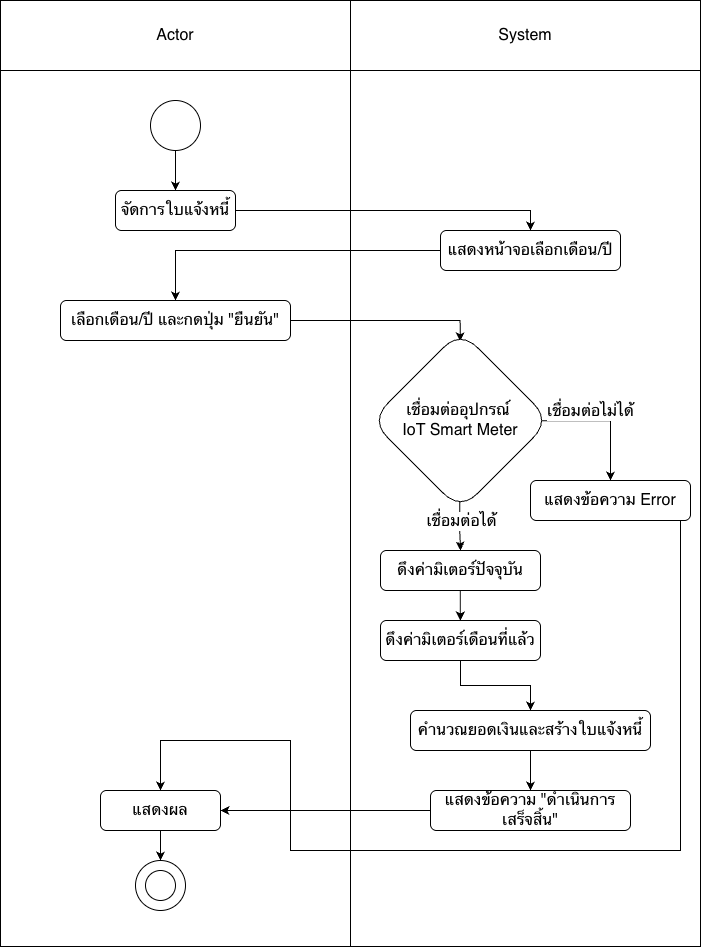 Actor
System
จัดการใบแจ้งหนี้
แสดงหน้าจอเลือกเดือน/ปี
เลือกเดือน/ปี และกดปุ่ม "ยืนยัน"
เชื่อมต่ออุปกรณ์
IoT Smart Meter
เชื่อมต่อไม่ได้
แสดงข้อความ Error
เชื่อมต่อได้
ดึงค่ามิเตอร์ปัจจุบัน
ดึงค่ามิเตอร์เดือนที่แล้ว
คำนวณยอดเงินและสร้างใบแจ้งหนี้
แสดงข้อความ "ดำเนินการ
เสร็จสิ้น"
แสดงผล